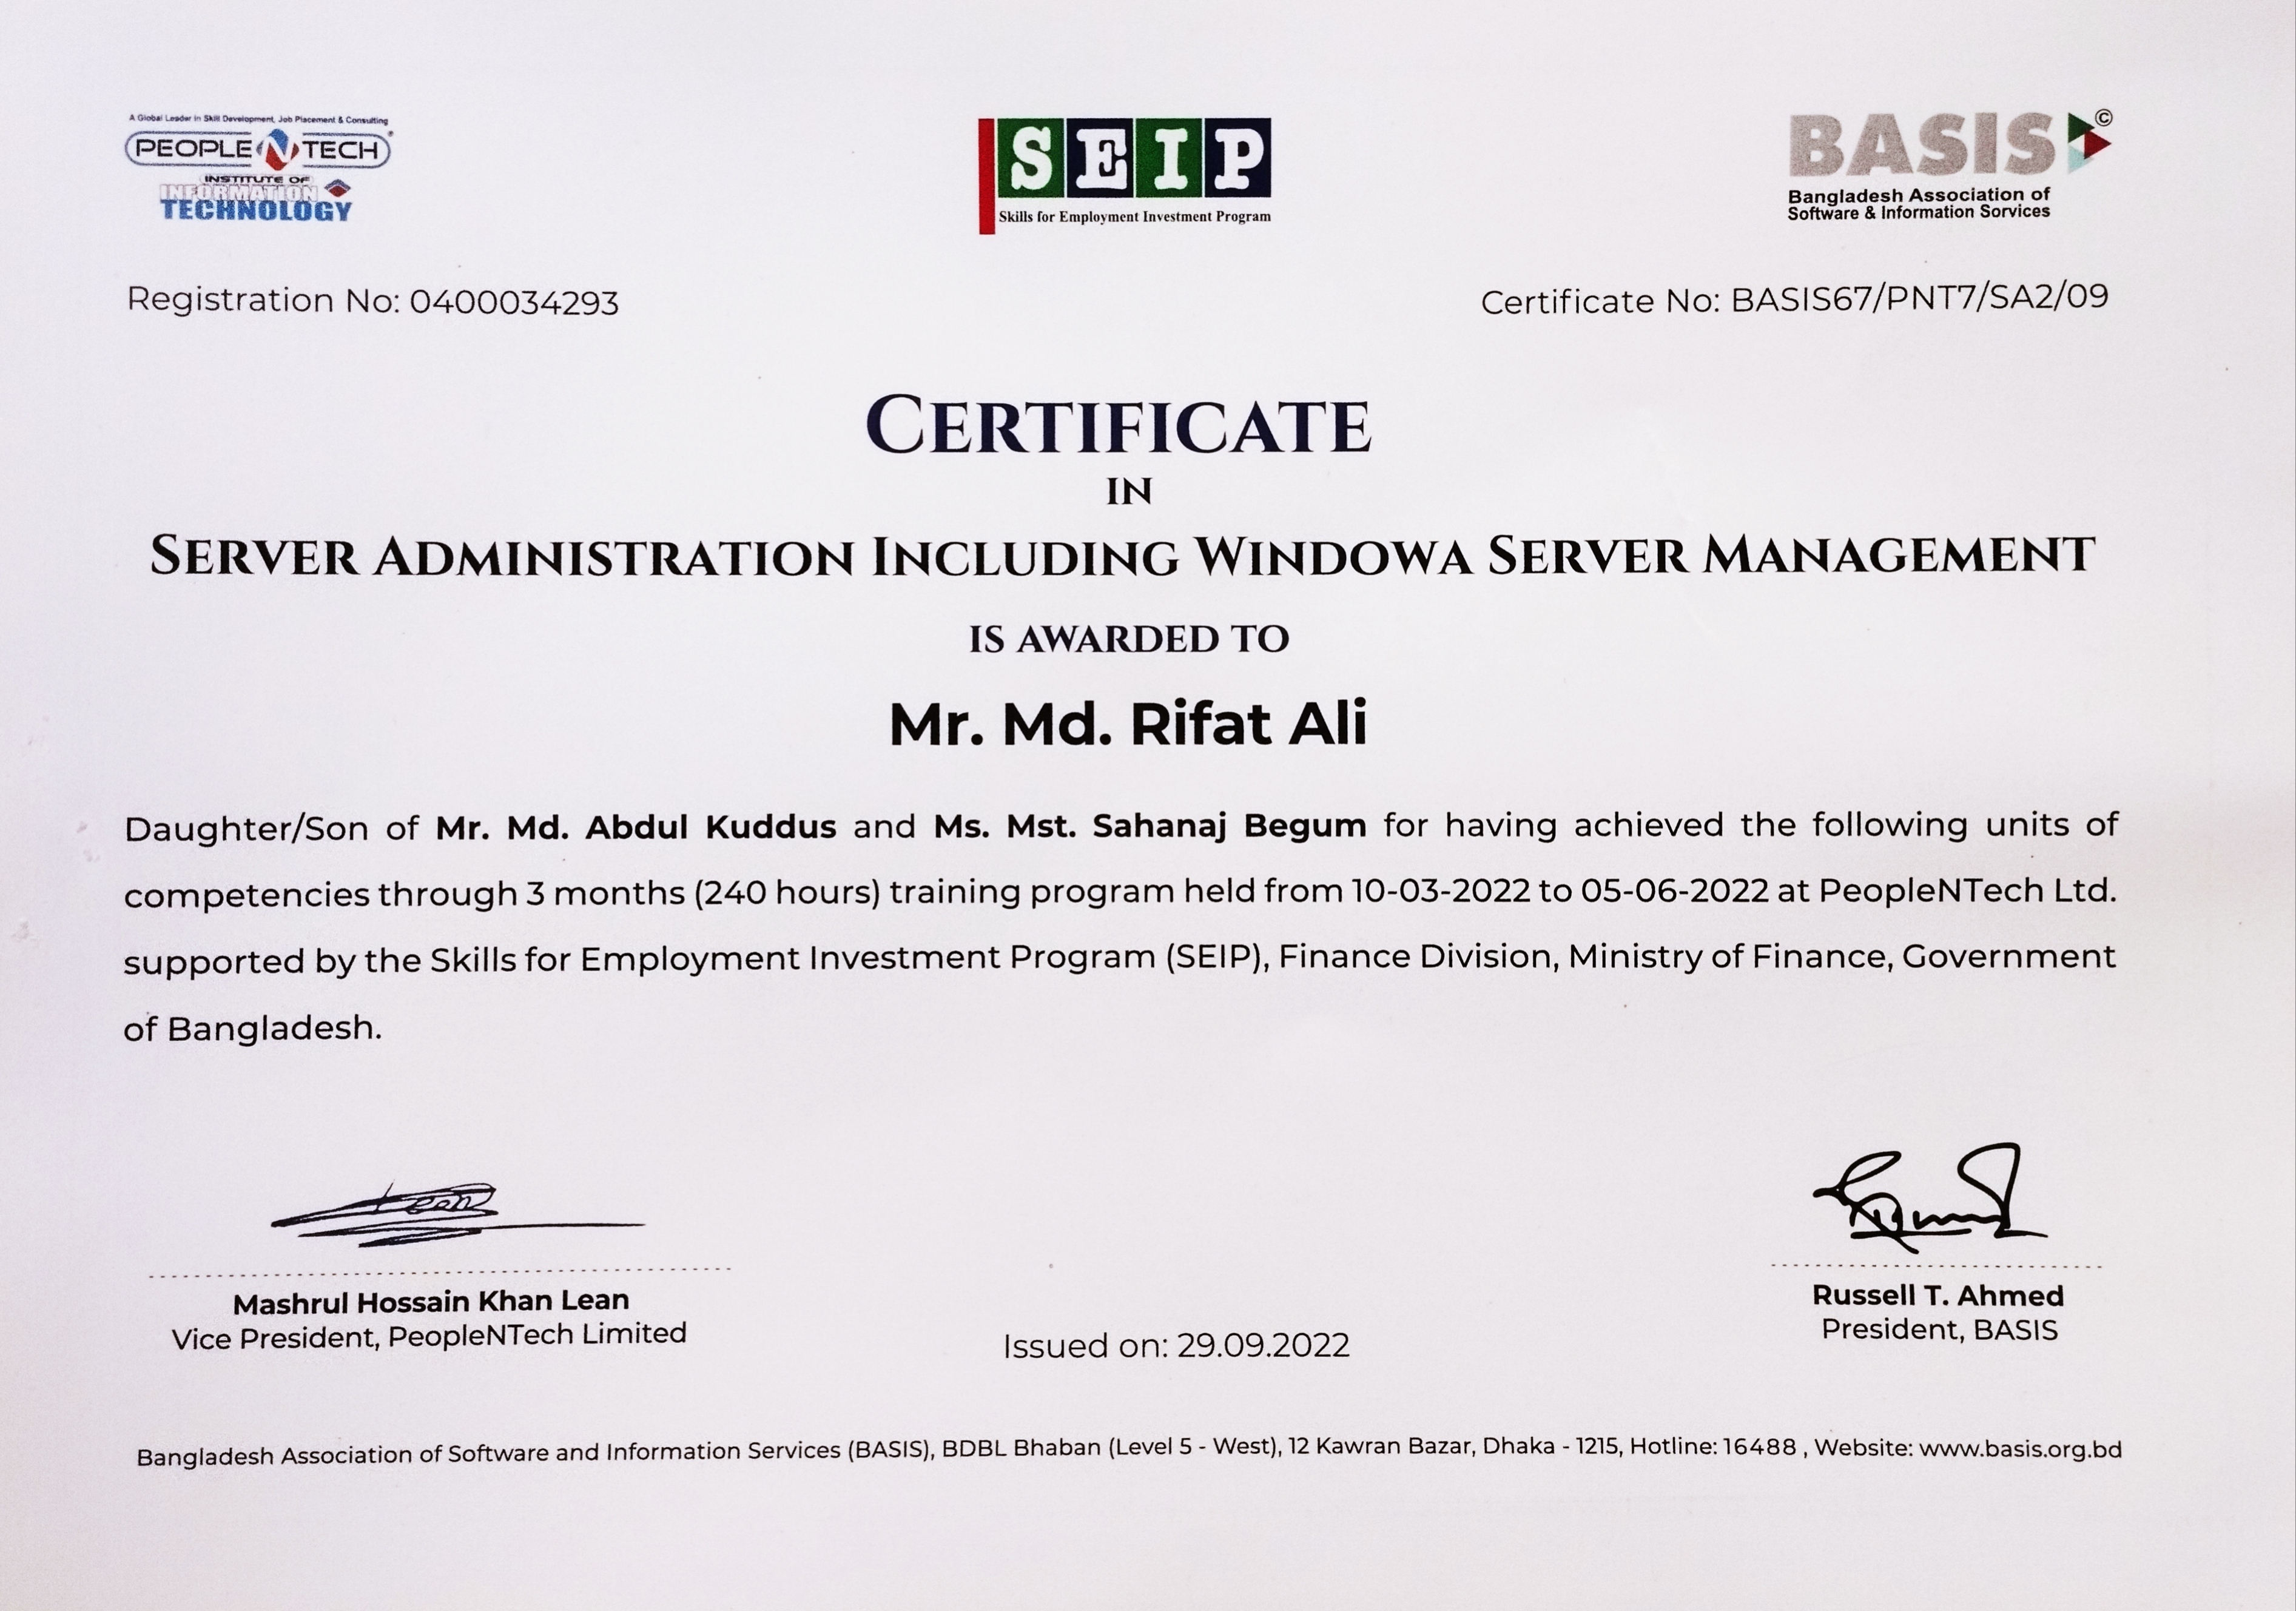 A Global Leader in Skill Development, Job Placement & Consulting
PEOPLE N TECH
INSTITUTE OF
INFORMATION
TECHNOLOGY
SEIP
Skills for Employment Investment Program
BASIS ©
Bangladesh Association of
Software & Information Sorvices
Registration No: 0400034293
Certificate No: BASIS67/PNT7/SA2/09
CERTIFICATE
IN
SERVER ADMINISTRATION INCLUDING WINDOWA SERVER MANAGEMENT
IS AWARDED TO
Mr. Md. Rifat Ali
Daughter/Son of Mr. Md. Abdul Kuddus and Ms. Mst. Sahanaj Begum for having achieved the following units of
competencies through 3 months (240 hours) training program held from 10-03-2022 to 05-06-2022 at PeopleNTech Ltd.
supported by the Skills for Employment Investment Program (SEIP), Finance Division, Ministry of Finance, Government
of Bangladesh.
Mashrul Hossain Khan Lean
Vice President, PeopleNTech Limited
Issued on: 29.09.2022
Russell T. Ahmed
President, BASIS
Bangladesh Association of Software and Information Services (BASIS), BDBL Bhaban (Level 5 - West), 12 Kawran Bazar, Dhaka - 1215, Hotline: 16488 , Website: www.basis.org.bd